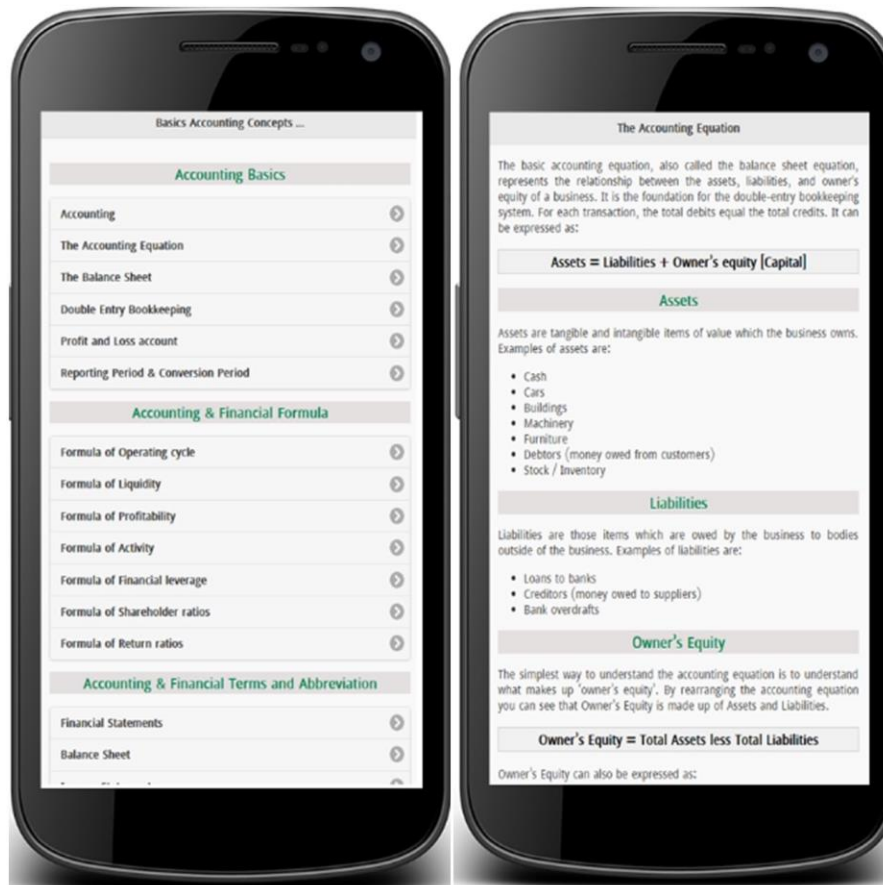 Basics Accounting Concepts ...
Accounting Basics
Accounting
The Accounting Equation
The Balance Sheet
Double Entry Bookkeeping
Profit and Loss account
Reporting Period & Conversion Period
Accounting & Financial Formula
Formula of Operating cycle
Formula of Liquidity
Formula of Profitability
Formula of Activity
Formula of Financial leverage
Formula of Shareholder ratios
Formula of Return ratios
Accounting & Financial Terms and Abbreviation
Financial Statements
Balance Sheet
The Accounting Equation
The basic accounting equation, also called the balance sheet equation,
represents the relationship between the assets, liabilities, and owner's
equity of a business. It is the foundation for the double-entry bookkeeping
system. For each transaction, the total debits equal the total credits. It can
be expressed as:
Assets = Liabilities + Owner's equity [Capital]
Assets
Assets are tangible and intangible items of value which the business owns.
Examples of assets are:
• Cash
• Cars
• Buildings
• Machinery
• Furniture
• Debtors (money owed from customers)
• Stock / Inventory
Liabilities
Liabilities are those items which are owed by the business to bodies
outside of the business. Examples of liabilities are:
• Loans to banks
• Creditors (money owed to suppliers)
• Bank overdrafts
Owner's Equity
The simplest way to understand the accounting equation is to understand
what makes up 'owner's equity'. By rearranging the accounting equation
you can see that Owner's Equity is made up of Assets and Liabilities.
Owner's Equity = Total Assets less Total Liabilities
Owner's Equity can also be expressed as: